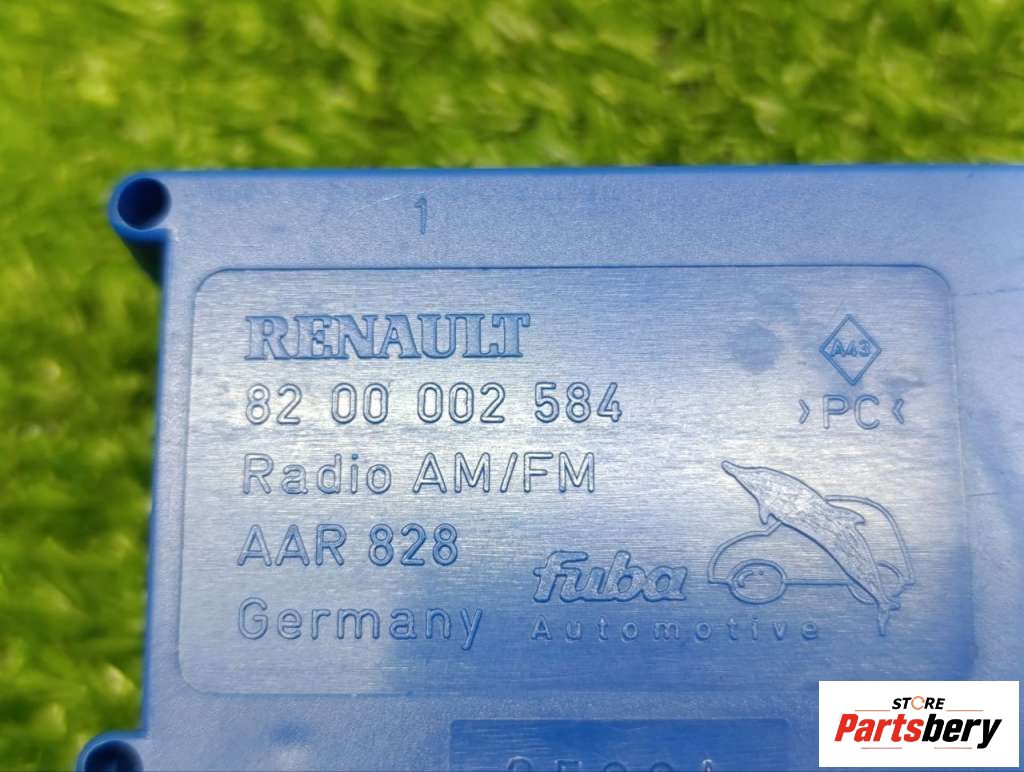 1
RENAULT
82 00 002 584
A43
>PC<
Radio AM/FM
AAR 828
fuba
Automotive
Germany
STORE
Partsbery